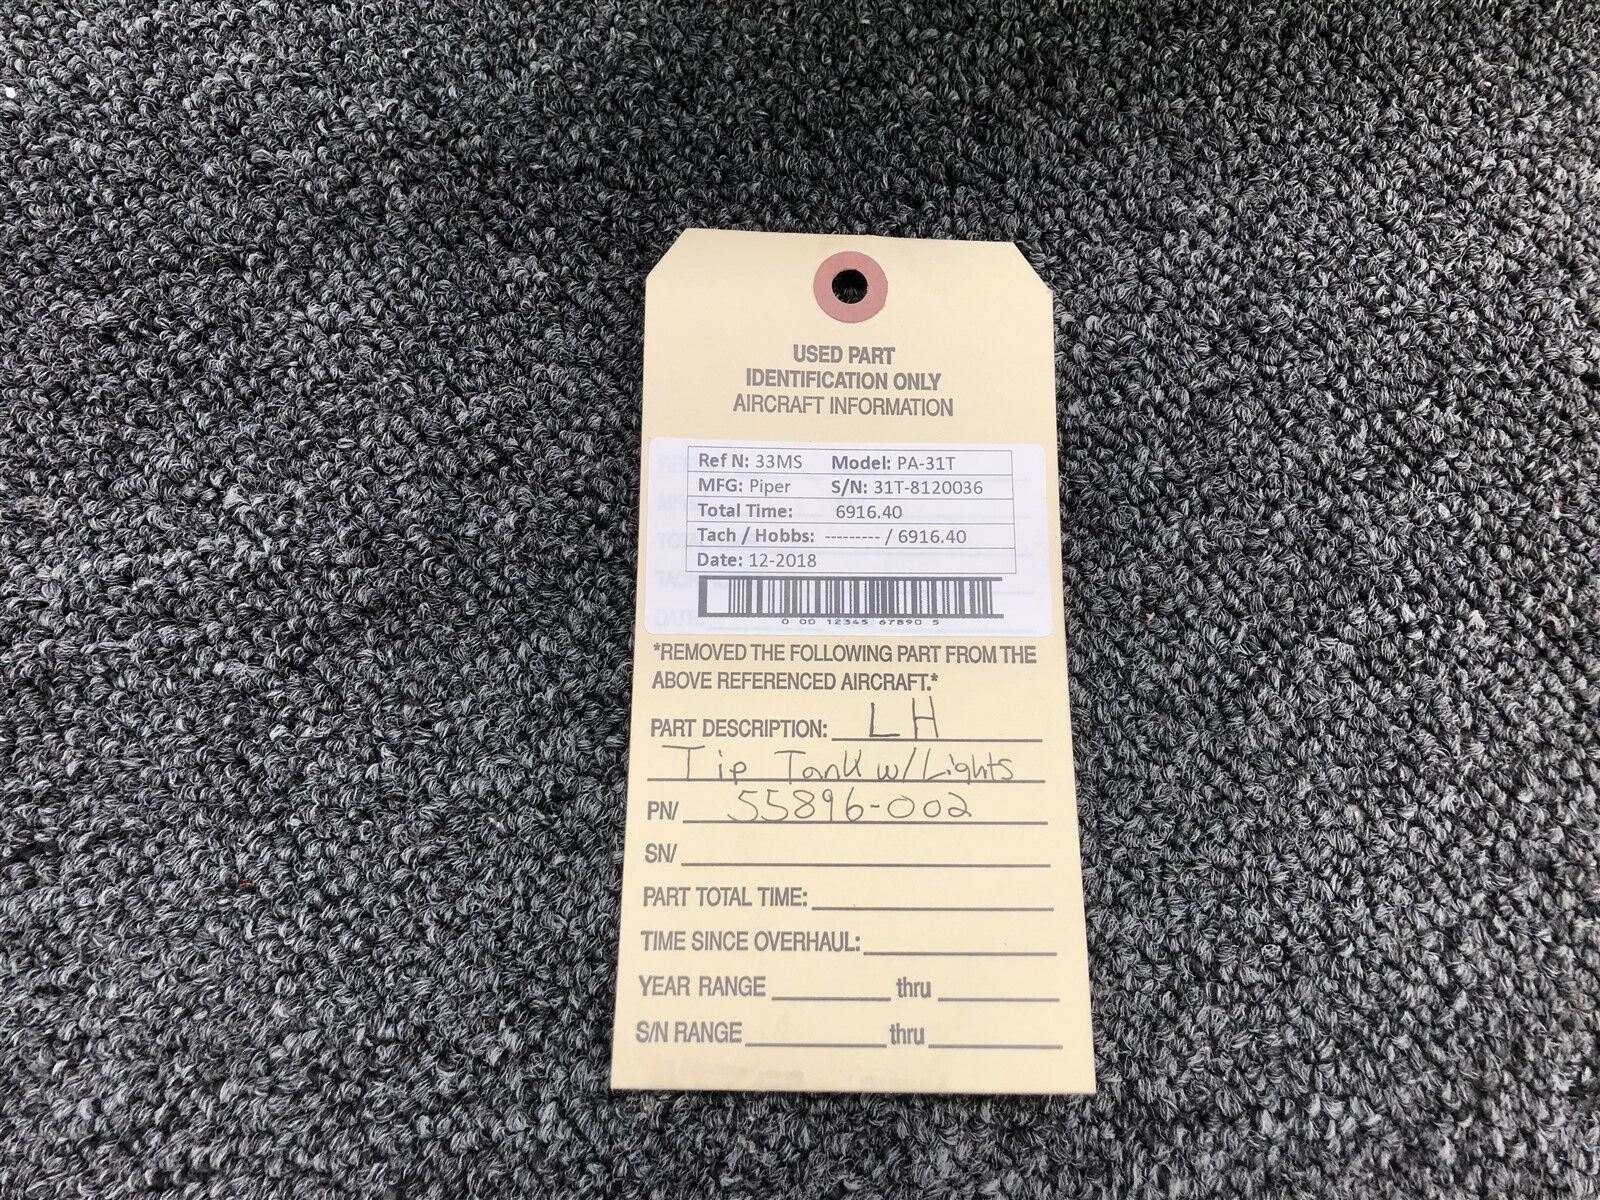 USED PART
IDENTIFICATION ONLY
AIRCRAFT INFORMATION
Ref N: 33MS Model: PA-31T
MFG: Piper S/N: 31T-8120036
Total Time: 6916.40
Tach / Hobbs: --------- / 6916.40
Date: 12-2018
0 00 12345 67890 5
*REMOVED THE FOLLOWING PART FROM THE
ABOVE REFERENCED AIRCRAFT.*
PART DESCRIPTION: LH
Tip Tank w/Lights
PN/ 55896-002
SN/
PART TOTAL TIME:
TIME SINCE OVERHAUL:
YEAR RANGE thru
S/N RANGE thru